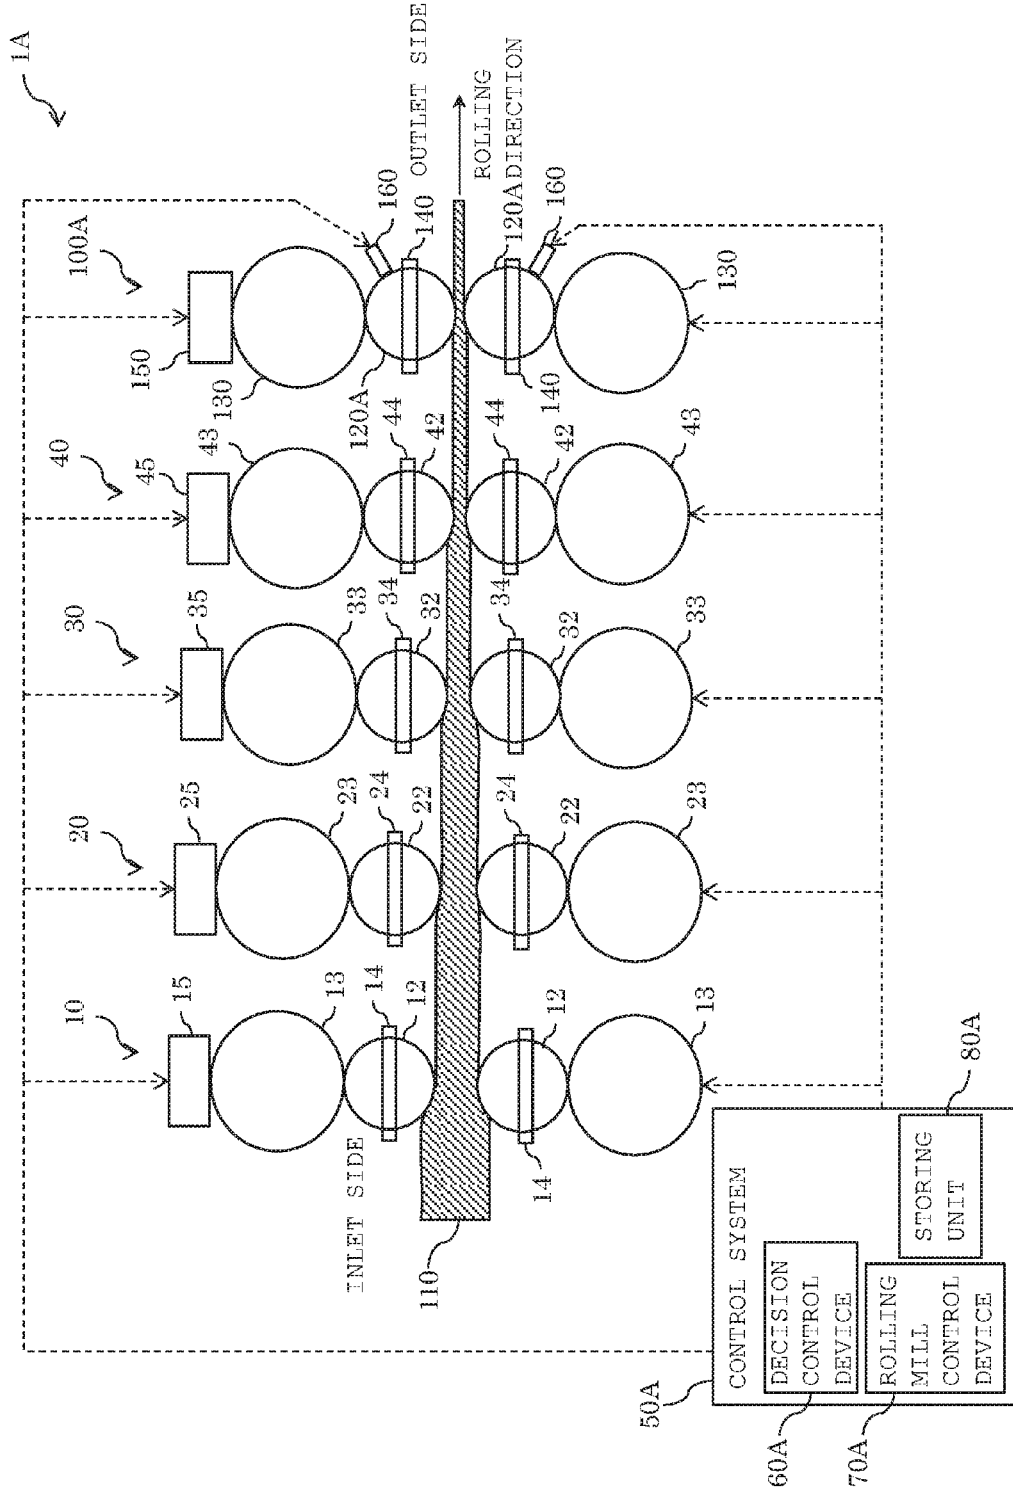 1A
100A
40
30
20
10
150
45
35
25
15
130
43
33
23
13
160
120A
140
44
42
34
32
24
22
14
12
OUTLET SIDE
ROLLING
DIRECTION
INLET SIDE
110
120A
160
140
44
42
34
32
24
22
14
12
130
43
33
23
13
50A
CONTROL SYSTEM
60A
DECISION
CONTROL
DEVICE
70A
ROLLING
MILL
CONTROL
DEVICE
STORING
UNIT
80A